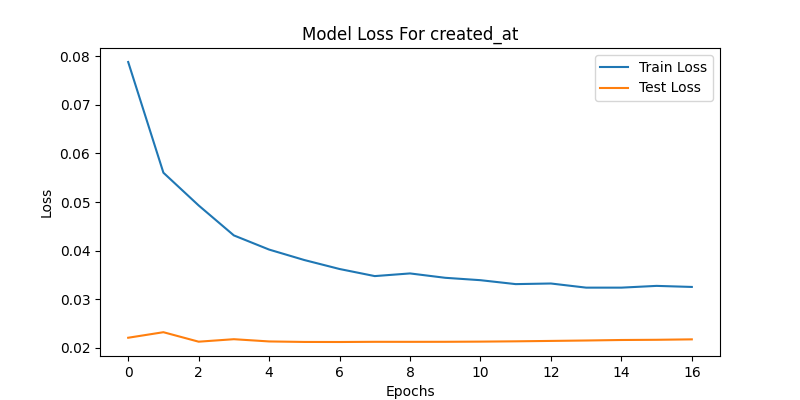 Model Loss For created_at
Train Loss
Test Loss
Loss
0.08
0.07
0.06
0.05
0.04
0.03
0.02
0 2 4 6 8 10 12 14 16
Epochs